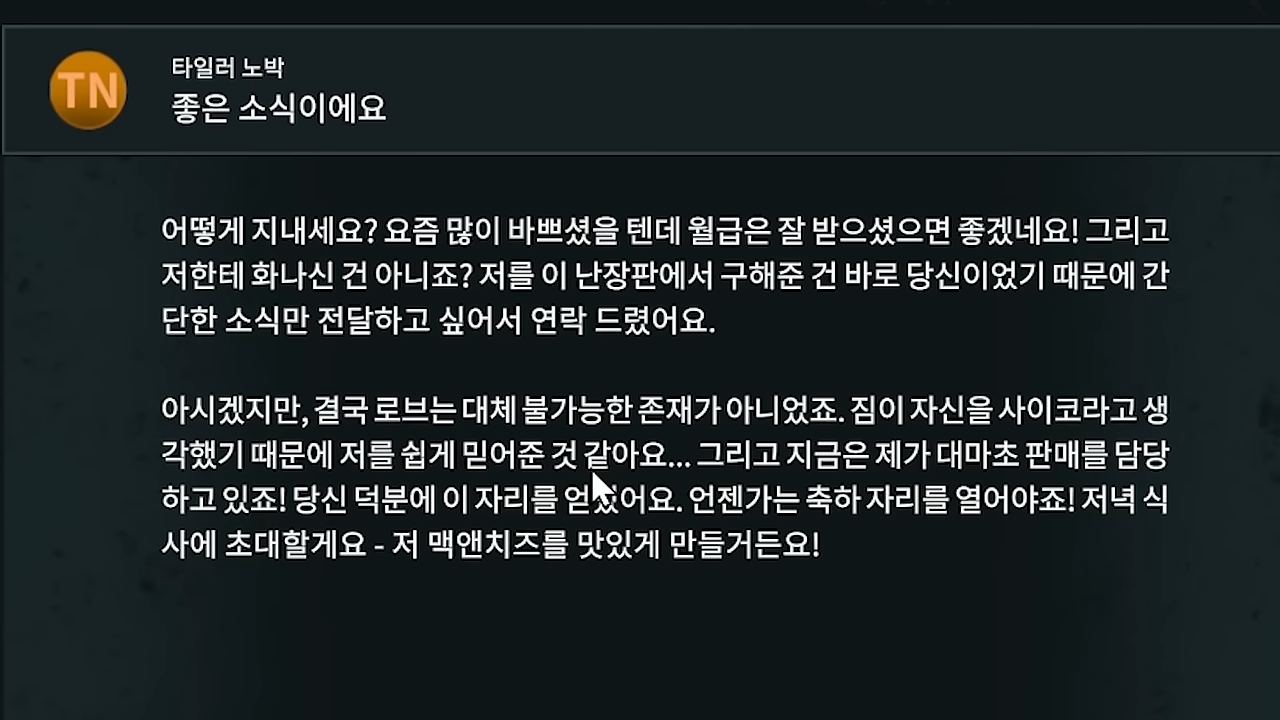 TN
타일러 노박
좋은 소식이에요
어떻게 지내세요? 요즘 많이 바쁘셨을 텐데 월급은 잘 받으셨으면 좋겠네요! 그리고
저한테 화나신 건 아니죠? 저를 이 난장판에서 구해준 건 바로 당신이었기 때문에 간
단한 소식만 전달하고 싶어서 연락 드렸어요.
아시겠지만, 결국 로브는 대체 불가능한 존재가 아니었죠. 짐이 자신을 사이코라고 생
각했기 때문에 저를 쉽게 믿어준 것 같아요... 그리고 지금은 제가 대마초 판매를 담당
하고 있죠! 당신 덕분에 이 자리를 얻었어요. 언젠가는 축하 자리를 열어야죠! 저녁 식
사에 초대할게요 - 저 맥앤치즈를 맛있게 만들거든요!